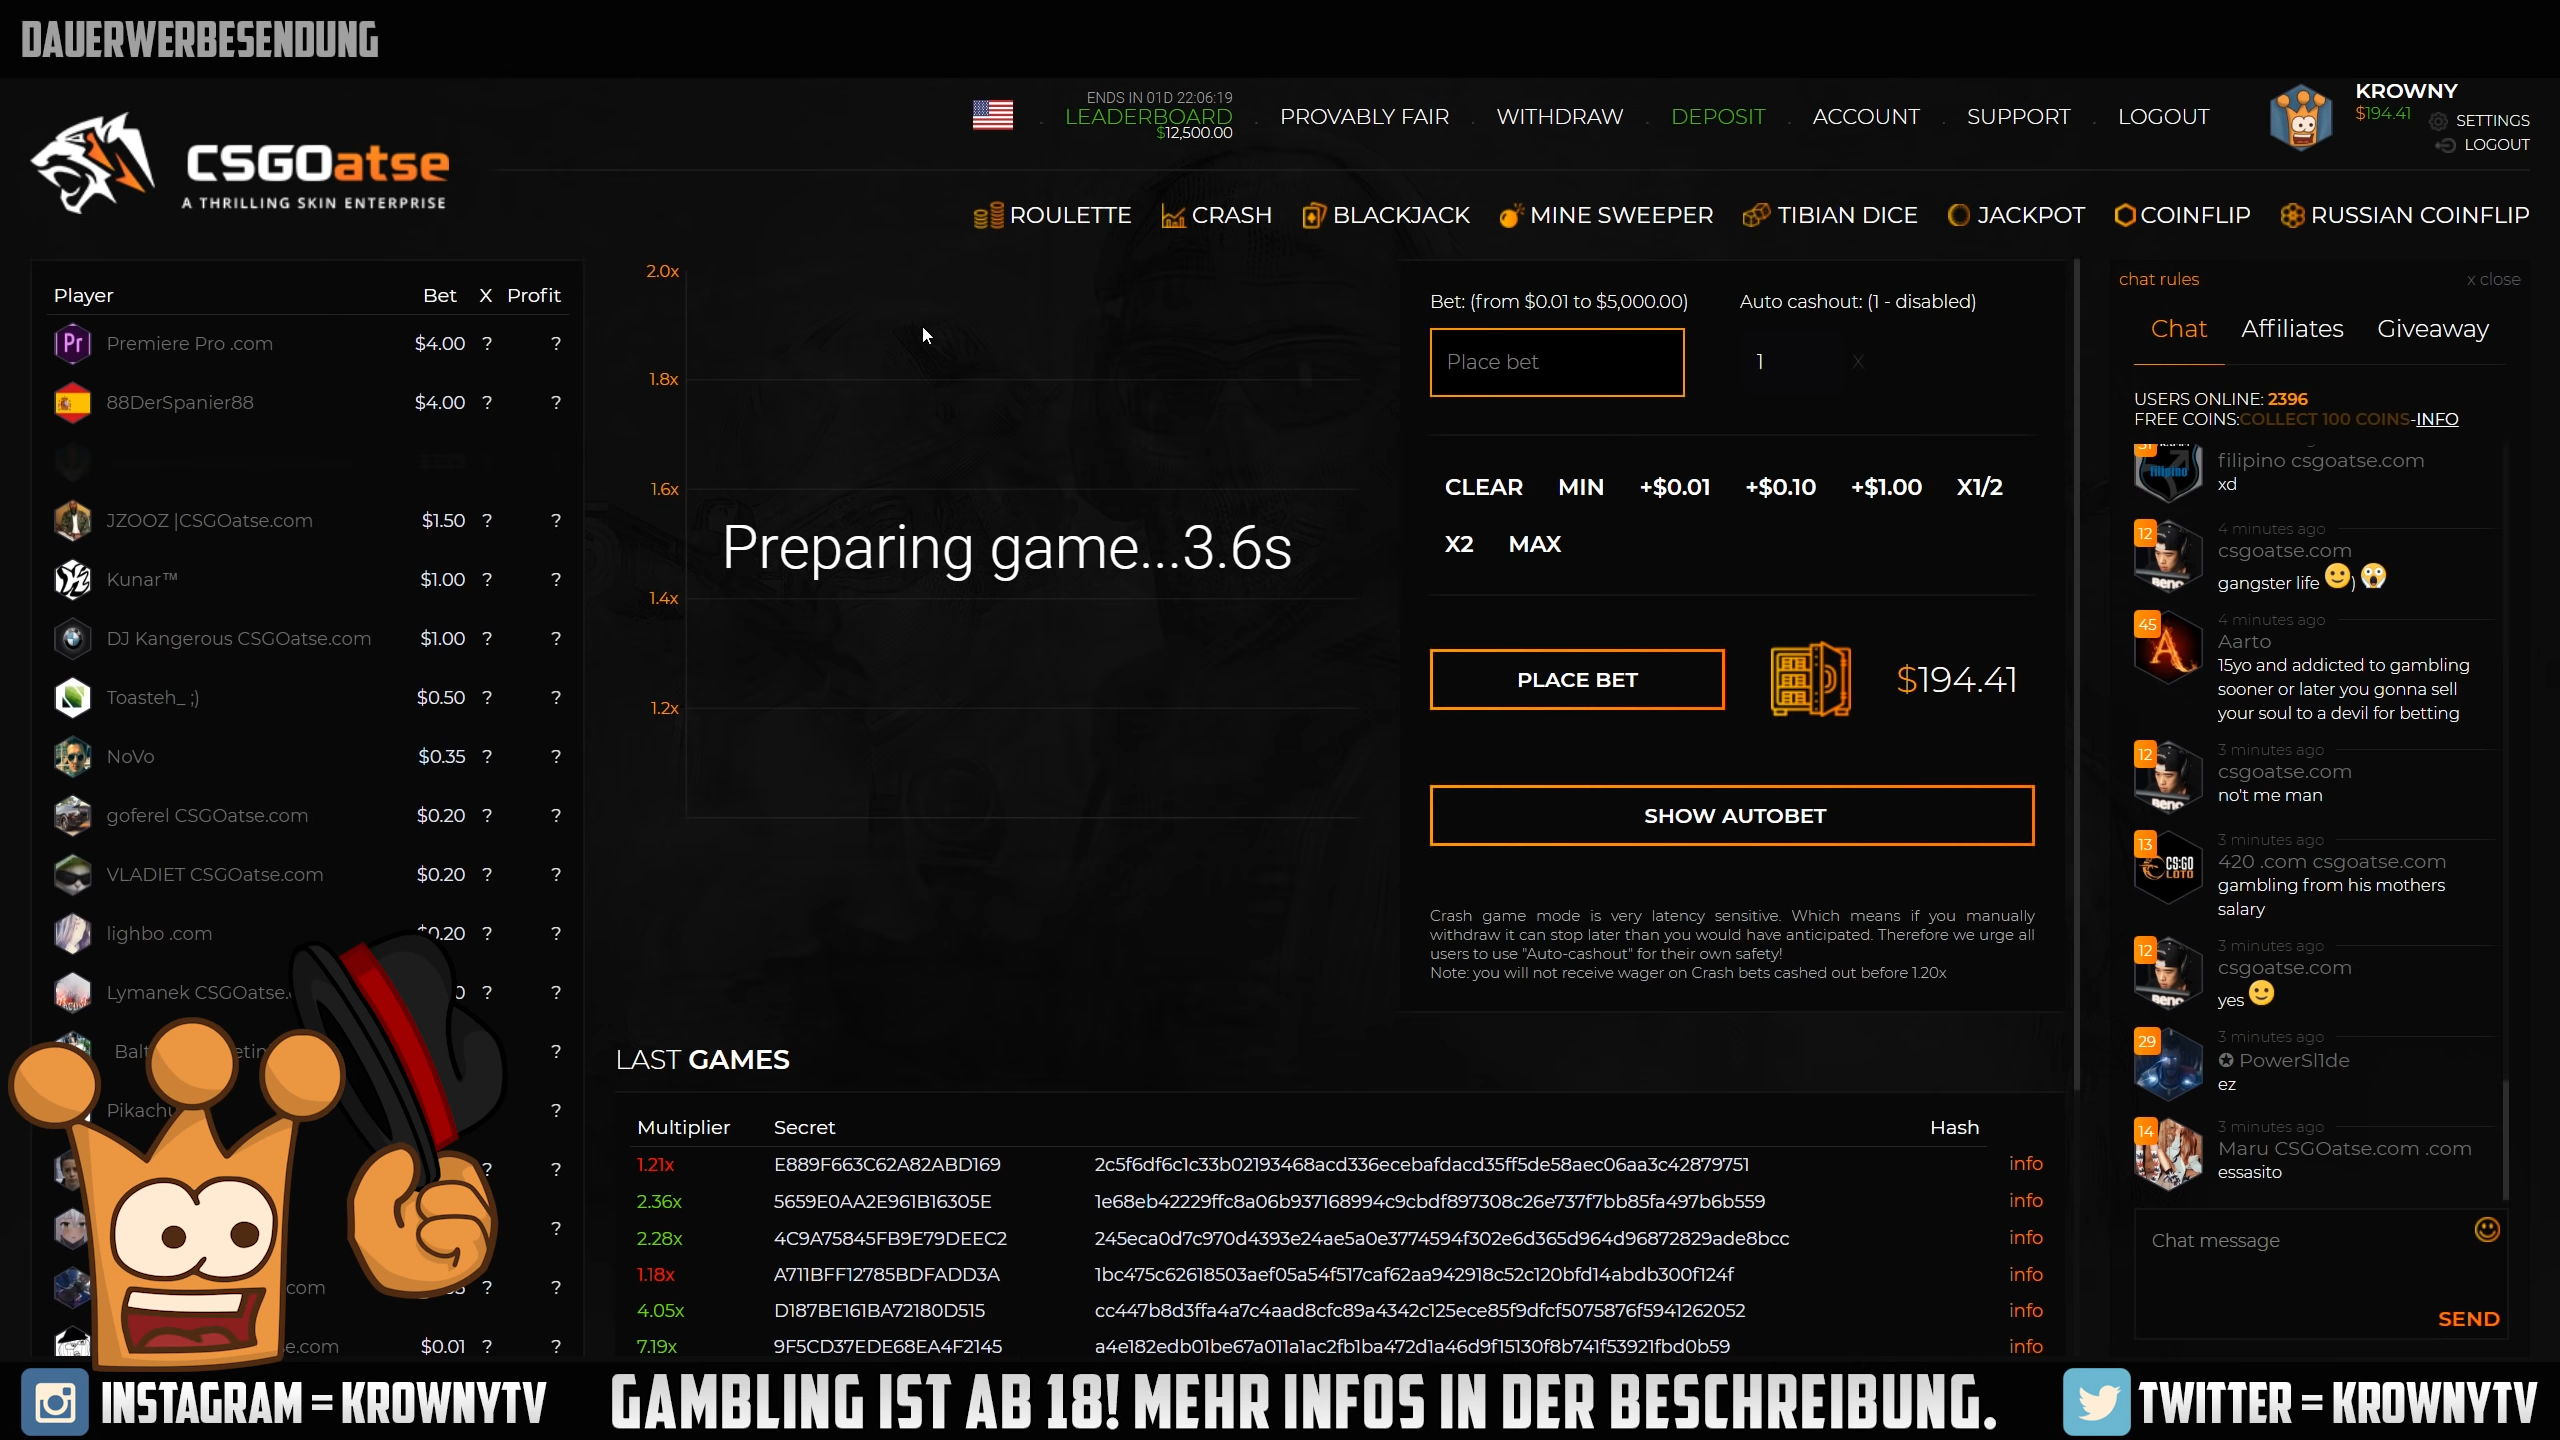 DAUERWERBESENDUNG
CSGOatse
A THRILLING SKIN ENTERPRISE
ENDS IN 01D 22:06:19
LEADERBOARD
$12,500.00
PROVABLY FAIR
WITHDRAW
DEPOSIT
ACCOUNT
SUPPORT
LOGOUT
KROWNY
$194.41
SETTINGS
LOGOUT
ROULETTE
CRASH
BLACKJACK
MINE SWEEPER
TIBIAN DICE
JACKPOT
COINFLIP
RUSSIAN COINFLIP
Player Bet X Profit
Premiere Pro .com $4.00 ? ?
88DerSpanier88 $4.00 ? ?
JZOOZ |CSGOatse.com $1.50 ? ?
Kunar™ $1.00 ? ?
DJ Kangerous CSGOatse.com $1.00 ? ?
Toasteh_ ;) $0.50 ? ?
NoVo $0.35 ? ?
goferel CSGOatse.com $0.20 ? ?
VLADIET CSGOatse.com $0.20 ? ?
lighbo .com $0.20 ? ?
Lymanek CSGOatse. 0 ? ?
?
?
? ?
?
com ? ?
e.com $0.01 ? ?
2.0x
1.8x
1.6x
1.4x
1.2x
Preparing game...3.6s
Bet: (from $0.01 to $5,000.00)
Auto cashout: (1 - disabled)
Place bet
1 X
CLEAR MIN +$0.01 +$0.10 +$1.00 X1/2
X2 MAX
PLACE BET
$194.41
SHOW AUTOBET
Crash game mode is very latency sensitive. Which means if you manually
withdraw it can stop later than you would have anticipated. Therefore we urge all
users to use "Auto-cashout" for their own safety!
Note: you will not receive wager on Crash bets cashed out before 1.20x
LAST GAMES
Multiplier Secret Hash
1.21x E889F663C62A82ABD169 2c5f6df6c1c33b02193468acd336ecebafdacd35ff5de58aec06aa3c42879751 info
2.36x 5659E0AA2E961B16305E 1e68eb42229ffc8a06b937168994c9cbdf897308c26e737f7bb85fa497b6b559 info
2.28x 4C9A75845FB9E79DEEC2 245eca0d7c970d4393e24ae5a0e3774594f302e6d365d964d96872829ade8bcc info
1.18x A711BFF12785BDFADD3A 1bc475c62618503aef05a54f517caf62aa942918c52c120bfd14abdb300f124f info
4.05x D187BE161BA72180D515 cc447b8d3ffa4a7c4aad8cfc89a4342c125ece85f9dfcf5075876f5941262052 info
7.19x 9F5CD37EDE68EA4F2145 a4e182edb01be67a011a1ac2fb1ba472d1a46d9f15130f8b741f53921fbd0b59 info
chat rules
x close
Chat Affiliates Giveaway
USERS ONLINE: 2396
FREE COINS:COLLECT 100 COINS-INFO
filipino csgoatse.com
xd
12
4 minutes ago
csgoatse.com
gangster life )
45
4 minutes ago
Aarto
15yo and addicted to gambling
sooner or later you gonna sell
your soul to a devil for betting
12
3 minutes ago
csgoatse.com
no't me man
13
3 minutes ago
420 .com csgoatse.com
gambling from his mothers
salary
12
3 minutes ago
csgoatse.com
yes
29
3 minutes ago
✪ PowerSl1de
ez
14
3 minutes ago
Maru CSGOatse.com .com
essasito
Chat message
SEND
INSTAGRAM = KROWNYTV
GAMBLING IST AB 18! MEHR INFOS IN DER BESCHREIBUNG.
TWITTER = KROWNYTV